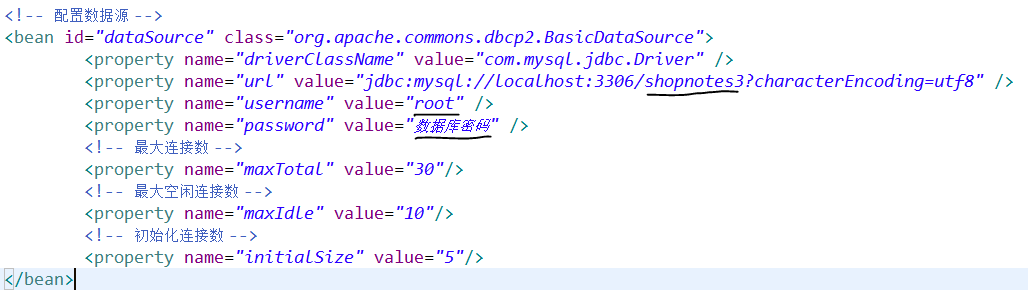 <!-- 配置数据源 -->
<bean id="dataSource" class="org.apache.commons.dbcp2.BasicDataSource">
<property name="driverClassName" value="com.mysql.jdbc.Driver" />
<property name="url" value="jdbc:mysql://localhost:3306/shopnotes3?characterEncoding=utf8" />
<property name="username" value="root" />
<property name="password" value="数据库密码" />
<!-- 最大连接数 -->
<property name="maxTotal" value="30"/>
<!-- 最大空闲连接数 -->
<property name="maxIdle" value="10"/>
<!-- 初始化连接数 -->
<property name="initialSize" value="5"/>
</bean>